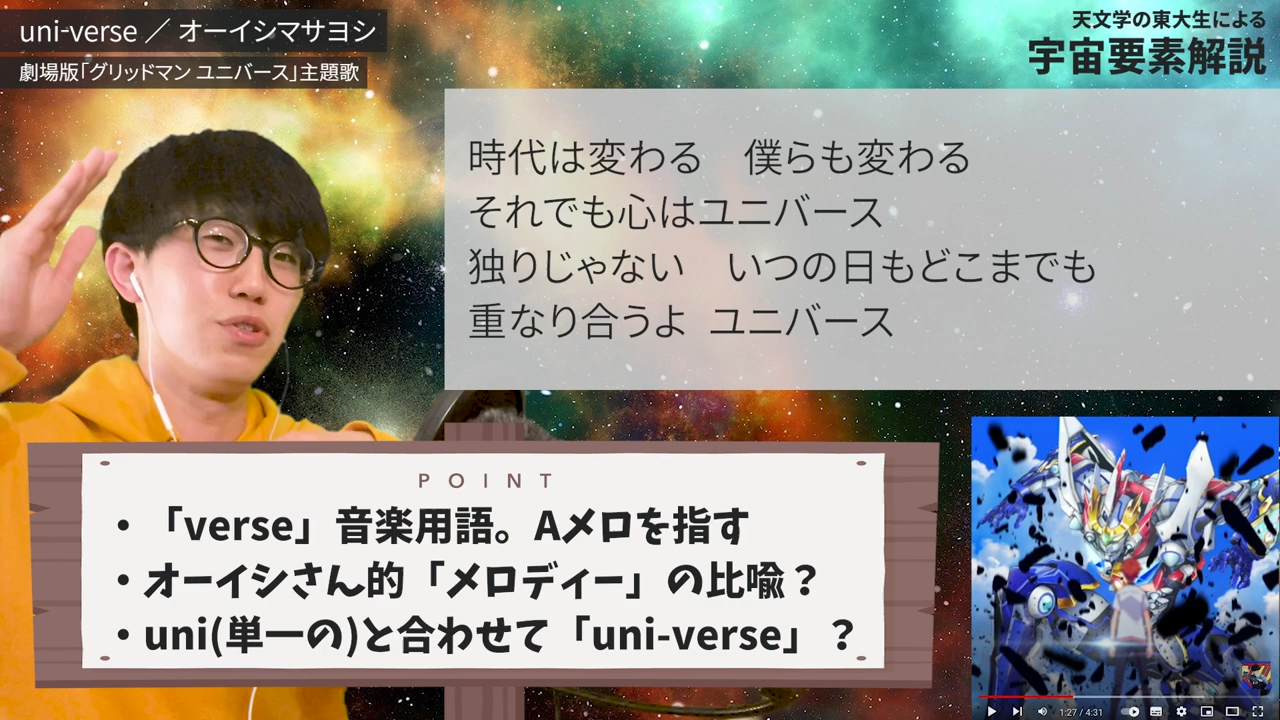 uni-verse ／ オーイシマサヨシ
劇場版「グリッドマン ユニバース」主題歌
天文学の東大生による
宇宙要素解説
時代は変わる　僕らも変わる
それでも心はユニバース
独りじゃない　いつの日もどこまでも
重なり合うよ ユニバース
POINT
・「verse」音楽用語。Aメロを指す
・オーイシさん的「メロディー」の比喩？
・uni(単一の)と合わせて「uni-verse」？
1:27 / 4:31